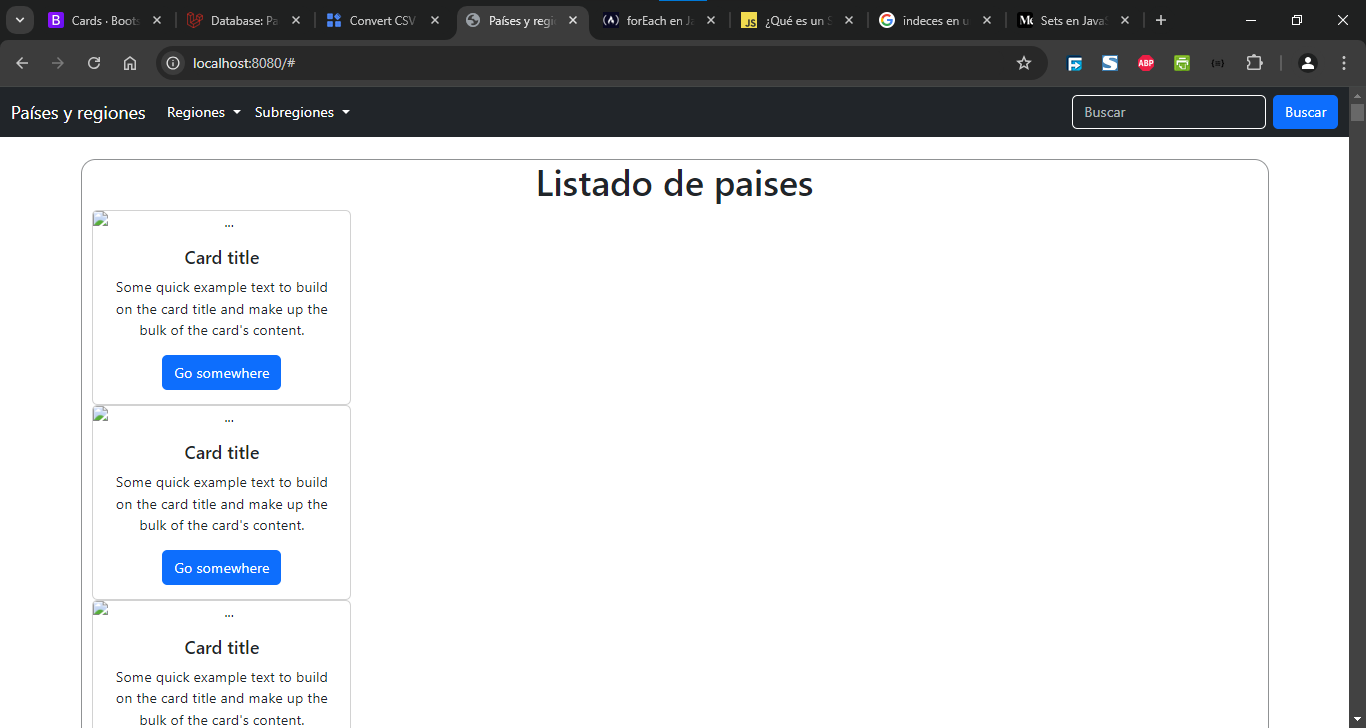 Cards · Boots
Database: Pa
Convert CSV
Países y regio
forEach en Ja
¿Qué es un S
indeces en u
Sets en JavaS
localhost:8080/#
ABP
Países y regiones
Regiones
Subregiones
Buscar
Buscar
Listado de paises
...
Card title
Some quick example text to build
on the card title and make up the
bulk of the card's content.
Go somewhere
...
Card title
Some quick example text to build
on the card title and make up the
bulk of the card's content.
Go somewhere
...
Card title
Some quick example text to build
on the card title and make up the
bulk of the card's content.